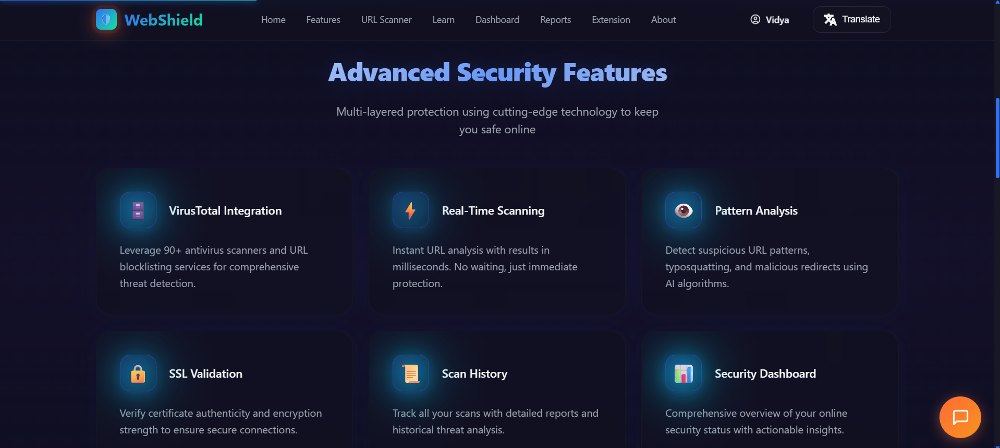 WebShield
Home
Features
URL Scanner
Learn
Dashboard
Reports
Extension
About
Vidya
Translate
Advanced Security Features
Multi-layered protection using cutting-edge technology to keep
you safe online
VirusTotal Integration
Leverage 90+ antivirus scanners and URL
blocklisting services for comprehensive
threat detection.
Real-Time Scanning
Instant URL analysis with results in
milliseconds. No waiting, just immediate
protection.
Pattern Analysis
Detect suspicious URL patterns,
typosquatting, and malicious redirects using
AI algorithms.
SSL Validation
Verify certificate authenticity and encryption
strength to ensure secure connections.
Scan History
Track all your scans with detailed reports and
historical threat analysis.
Security Dashboard
Comprehensive overview of your online
security status with actionable insights.